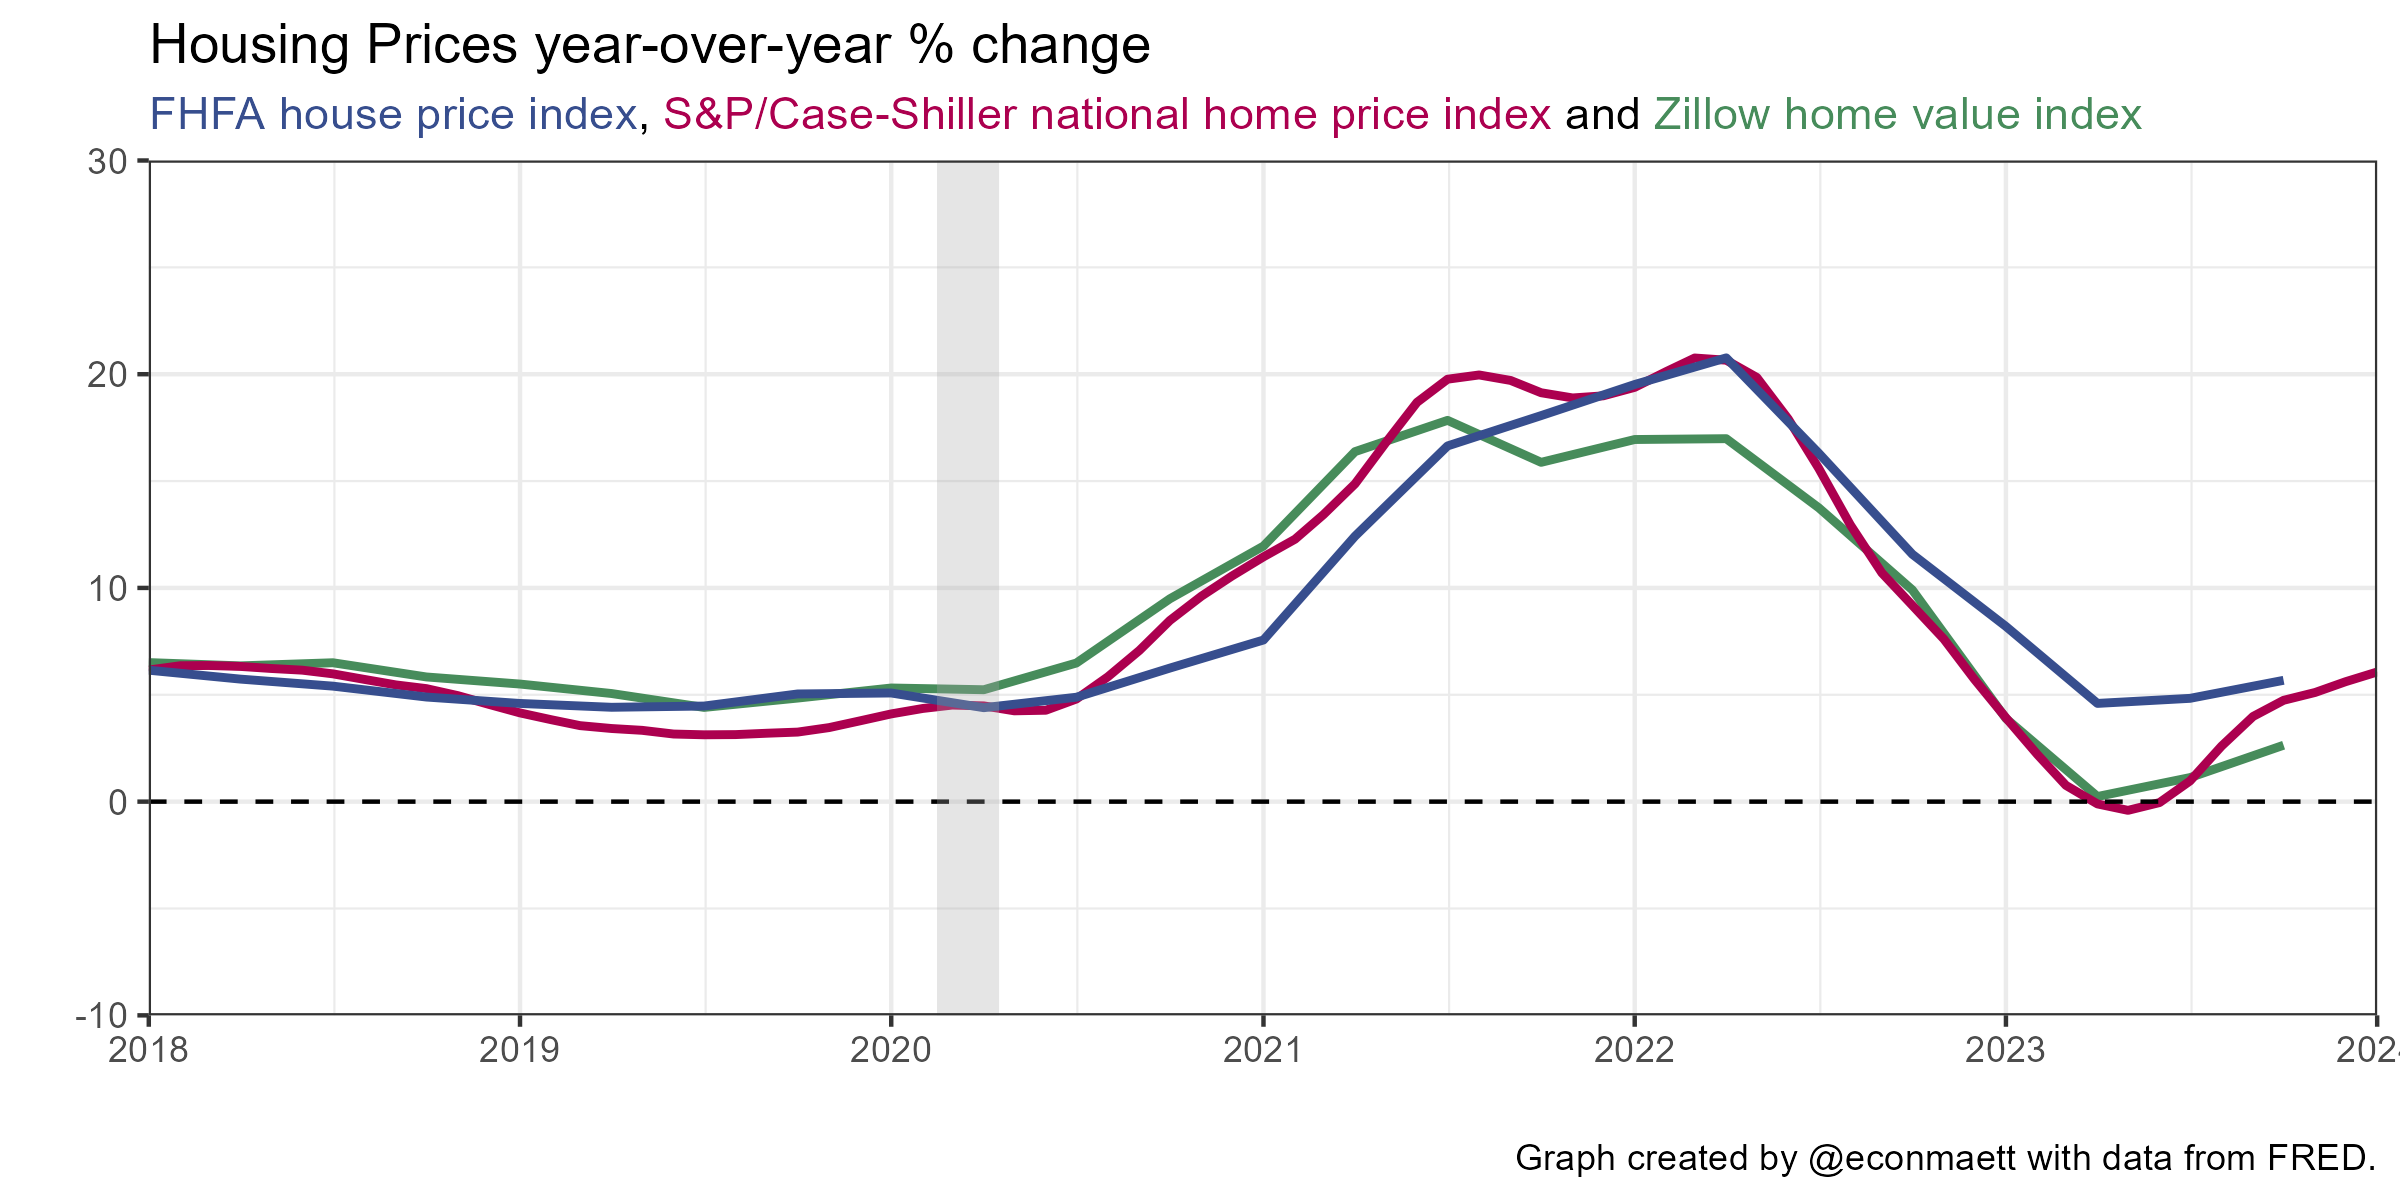 Housing Prices year-over-year % change
FHFA house price index, S&P/Case-Shiller national home price index and Zillow home value index
30
20
10
0
-10
2018 2019 2020 2021 2022 2023
Graph created by @econmaett with data from FRED.